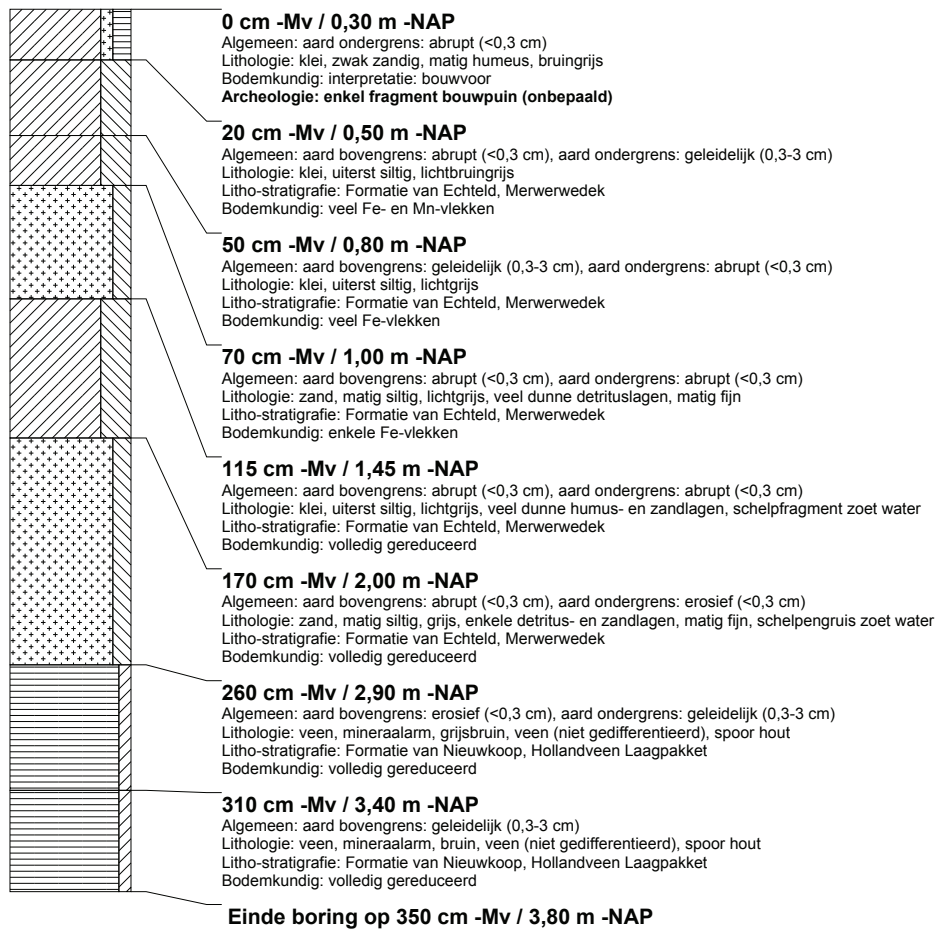 0 cm -Mv / 0,30 m -NAP
Algemeen: aard ondergrens: abrupt (<0,3 cm)
Lithologie: klei, zwak zandig, matig humeus, bruingrijs
Bodemkundig: interpretatie: bouwvoor
Archeologie: enkel fragment bouwpuin (onbepaald)
20 cm -Mv / 0,50 m -NAP
Algemeen: aard bovengrens: abrupt (<0,3 cm), aard ondergrens: geleidelijk (0,3-3 cm)
Lithologie: klei, uiterst siltig, lichtbruingrijs
Litho-stratigrafie: Formatie van Echteld, Merwerwedek
Bodemkundig: veel Fe- en Mn-vlekken
50 cm -Mv / 0,80 m -NAP
Algemeen: aard bovengrens: geleidelijk (0,3-3 cm), aard ondergrens: abrupt (<0,3 cm)
Lithologie: klei, uiterst siltig, lichtgrijs
Litho-stratigrafie: Formatie van Echteld, Merwerwedek
Bodemkundig: veel Fe-vlekken
70 cm -Mv / 1,00 m -NAP
Algemeen: aard bovengrens: abrupt (<0,3 cm), aard ondergrens: abrupt (<0,3 cm)
Lithologie: zand, matig siltig, lichtgrijs, veel dunne detrituslagen, matig fijn
Litho-stratigrafie: Formatie van Echteld, Merwerwedek
Bodemkundig: enkele Fe-vlekken
115 cm -Mv / 1,45 m -NAP
Algemeen: aard bovengrens: abrupt (<0,3 cm), aard ondergrens: abrupt (<0,3 cm)
Lithologie: klei, uiterst siltig, lichtgrijs, veel dunne humus- en zandlagen, schelpfragment zoet water
Litho-stratigrafie: Formatie van Echteld, Merwerwedek
Bodemkundig: volledig gereduceerd
170 cm -Mv / 2,00 m -NAP
Algemeen: aard bovengrens: abrupt (<0,3 cm), aard ondergrens: erosief (<0,3 cm)
Lithologie: zand, matig siltig, grijs, enkele detritus- en zandlagen, matig fijn, schelpengruis zoet water
Litho-stratigrafie: Formatie van Echteld, Merwerwedek
Bodemkundig: volledig gereduceerd
260 cm -Mv / 2,90 m -NAP
Algemeen: aard bovengrens: erosief (<0,3 cm), aard ondergrens: geleidelijk (0,3-3 cm)
Lithologie: veen, mineraalarm, grijsbruin, veen (niet gedifferentieerd), spoor hout
Litho-stratigrafie: Formatie van Nieuwkoop, Hollandveen Laagpakket
Bodemkundig: volledig gereduceerd
310 cm -Mv / 3,40 m -NAP
Algemeen: aard bovengrens: geleidelijk (0,3-3 cm)
Lithologie: veen, mineraalarm, bruin, veen (niet gedifferentieerd), spoor hout
Litho-stratigrafie: Formatie van Nieuwkoop, Hollandveen Laagpakket
Bodemkundig: volledig gereduceerd
Einde boring op 350 cm -Mv / 3,80 m -NAP